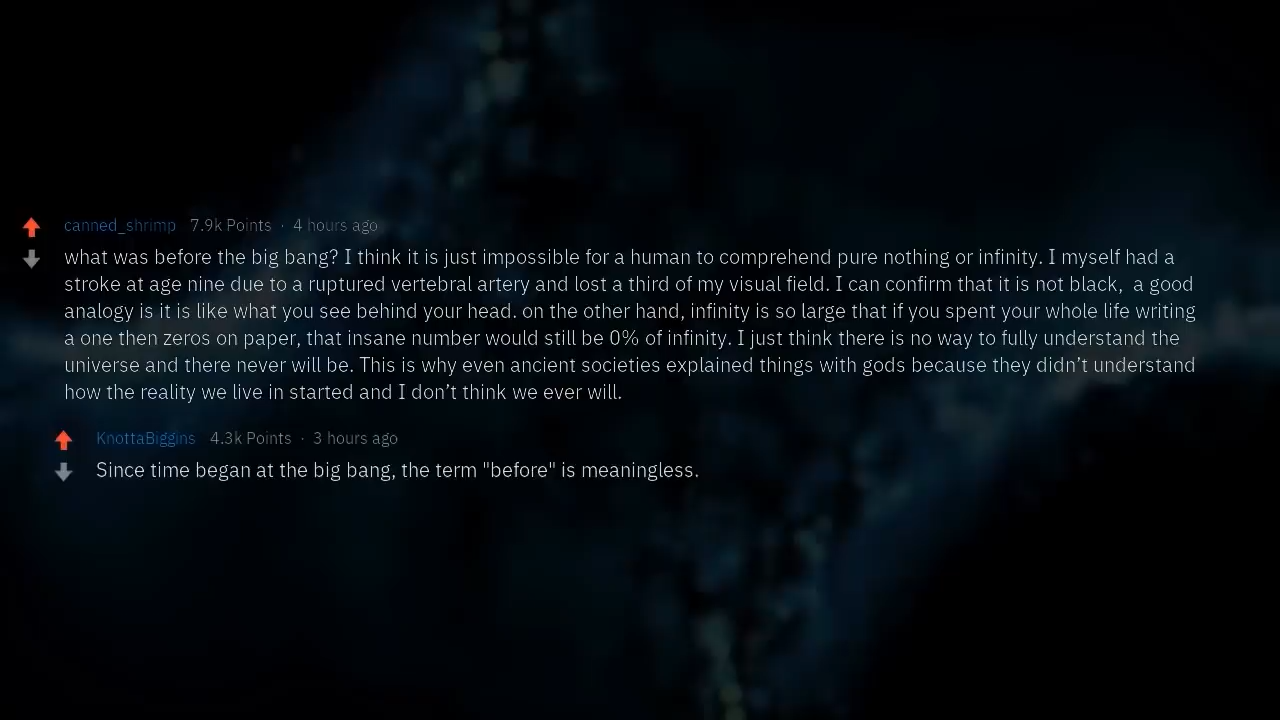 canned_shrimp 7.9k Points · 4 hours ago
what was before the big bang? I think it is just impossible for a human to comprehend pure nothing or infinity. I myself had a
stroke at age nine due to a ruptured vertebral artery and lost a third of my visual field. I can confirm that it is not black,  a good
analogy is it is like what you see behind your head. on the other hand, infinity is so large that if you spent your whole life writing
a one then zeros on paper, that insane number would still be 0% of infinity. I just think there is no way to fully understand the
universe and there never will be. This is why even ancient societies explained things with gods because they didn’t understand
how the reality we live in started and I don’t think we ever will.
KnottaBiggins 4.3k Points · 3 hours ago
Since time began at the big bang, the term "before" is meaningless.